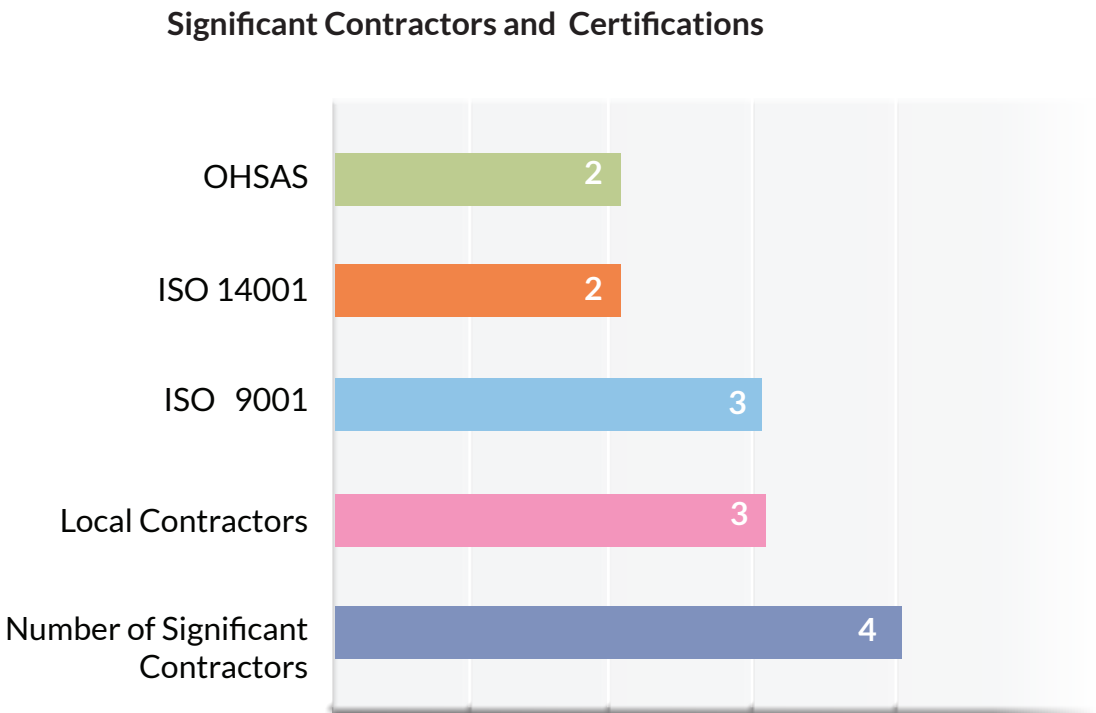 Significant Contractors and Certifications
OHSAS
2
ISO 14001
2
ISO 9001
3
Local Contractors
3
Number of Significant
Contractors
4